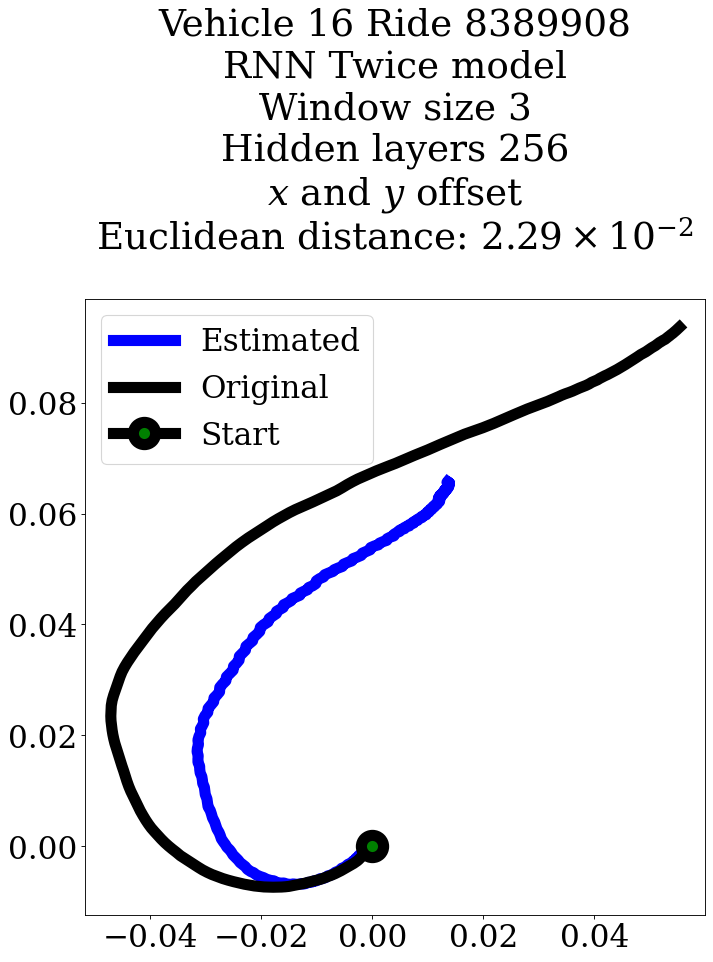 Vehicle 16 Ride 8389908
RNN Twice model
Window size 3
Hidden layers 256
x and y offset
Euclidean distance: 2.29 × 10⁻²
Estimated
Original
Start
0.08
0.06
0.04
0.02
0.00
−0.04 −0.02 0.00 0.02 0.04